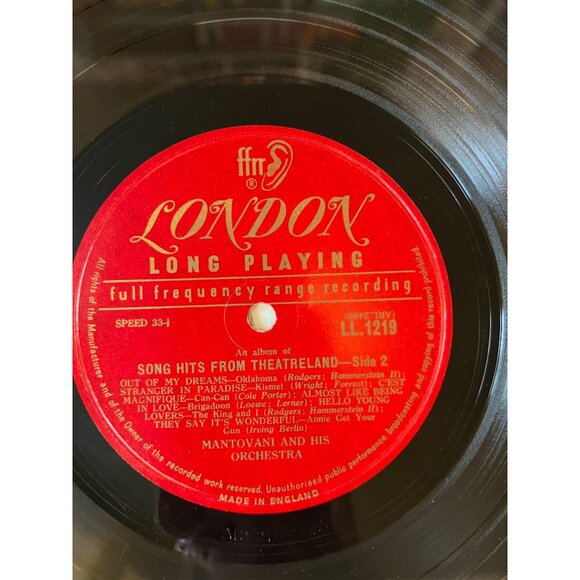 ffrr
®
LONDON
LONG PLAYING
full frequency range recording
SPEED 33-⅓
LL.1219
(ARL.2490)
An album of
SONG HITS FROM THEATRELAND—Side 2
OUT OF MY DREAMS—Oklahoma (Rodgers; Hammerstein II);
STRANGER IN PARADISE—Kismet (Wright; Forrest); C'EST
MAGNIFIQUE—Can-Can (Cole Porter); ALMOST LIKE BEING
IN LOVE—Brigadoon (Loewe; Lerner); HELLO YOUNG
LOVERS—The King and I (Rodgers; Hammerstein II);
THEY SAY IT'S WONDERFUL—Annie Get Your
Gun (Irving Berlin)
MANTOVANI AND HIS
ORCHESTRA
All rights of the Manufacturer and of the Owner of the recorded work reserved. Unauthorised public performance, broadcasting and copying of the record prohibited.
MADE IN ENGLAND